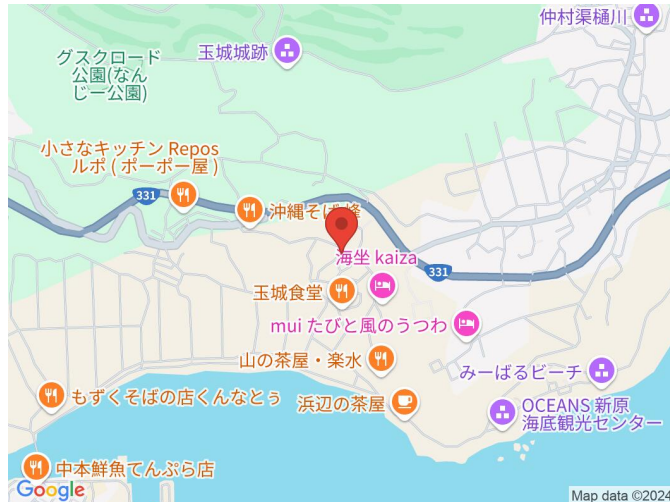 仲村渠樋川
玉城城跡
グスクロード
公園(なん
じー公園)
小さなキッチン Repos
ルポ ( ポーポー屋 )
331
沖縄そば 蜂
海坐 kaiza
331
玉城食堂
mui たびと風のうつわ
山の茶屋・楽水
みーばるビーチ
もずくそばの店くんなとぅ
浜辺の茶屋
OCEANS 新原
海底観光センター
中本鮮魚てんぷら店
Google
Map data ©2024